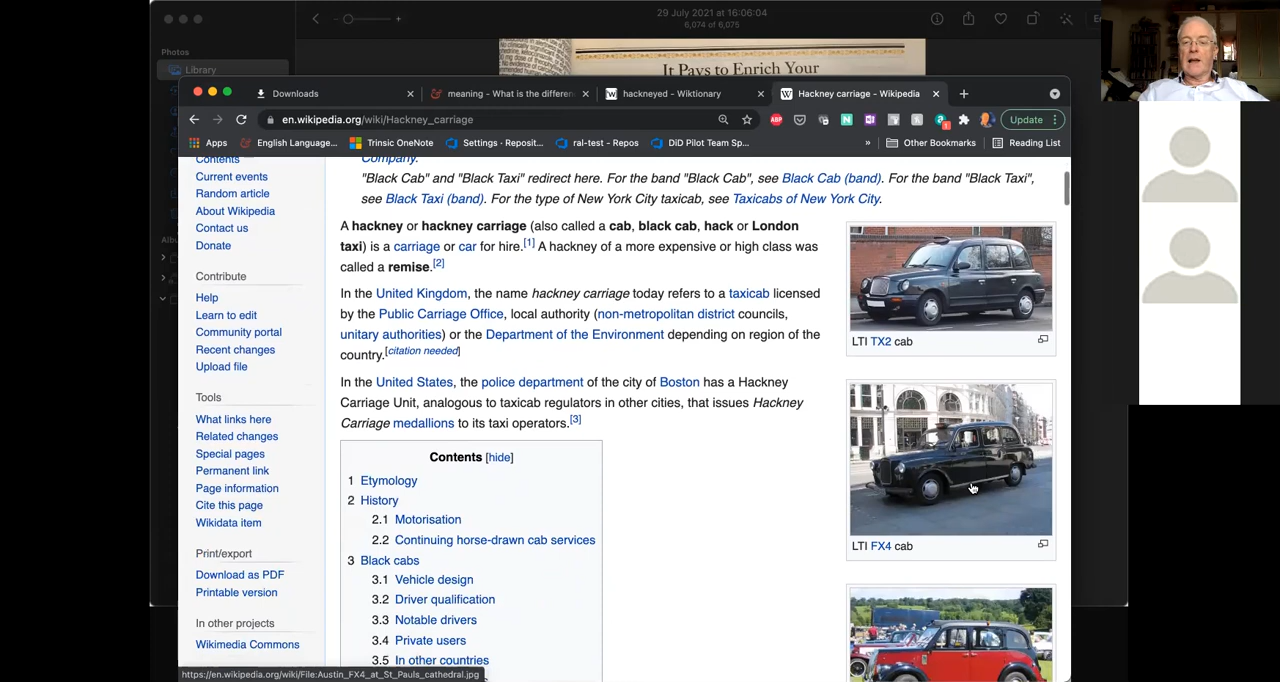 29 July 2021 at 16:06:04
6,074 of 6,075
Photos
Library
It Pays to Enrich Your
Downloads
meaning - What is the differen
hackneyed - Wiktionary
Hackney carriage - Wikipedia
en.wikipedia.org/wiki/Hackney_carriage
Update
Apps
English Language...
Trinsic OneNote
Settings · Reposit...
ral-test - Repos
DiD Pilot Team Sp...
Other Bookmarks
Reading List
Contents
Current events
Random article
About Wikipedia
Contact us
Donate
Contribute
Help
Learn to edit
Community portal
Recent changes
Upload file
Tools
What links here
Related changes
Special pages
Permanent link
Page information
Cite this page
Wikidata item
Print/export
Download as PDF
Printable version
In other projects
Wikimedia Commons
Company.
"Black Cab" and "Black Taxi" redirect here. For the band "Black Cab", see Black Cab (band). For the band "Black Taxi",
see Black Taxi (band). For the type of New York City taxicab, see Taxicabs of New York City.
A hackney or hackney carriage (also called a cab, black cab, hack or London
taxi) is a carriage or car for hire.[1] A hackney of a more expensive or high class was
called a remise.[2]
In the United Kingdom, the name hackney carriage today refers to a taxicab licensed
by the Public Carriage Office, local authority (non-metropolitan district councils,
unitary authorities) or the Department of the Environment depending on region of the
country.[citation needed]
In the United States, the police department of the city of Boston has a Hackney
Carriage Unit, analogous to taxicab regulators in other cities, that issues Hackney
Carriage medallions to its taxi operators.[3]
Contents [hide]
1 Etymology
2 History
2.1 Motorisation
2.2 Continuing horse-drawn cab services
3 Black cabs
3.1 Vehicle design
3.2 Driver qualification
3.3 Notable drivers
3.4 Private users
3.5 In other countries
LTI TX2 cab
LTI FX4 cab
https://en.wikipedia.org/wiki/File:Austin_FX4_at_St_Pauls_cathedral.jpg